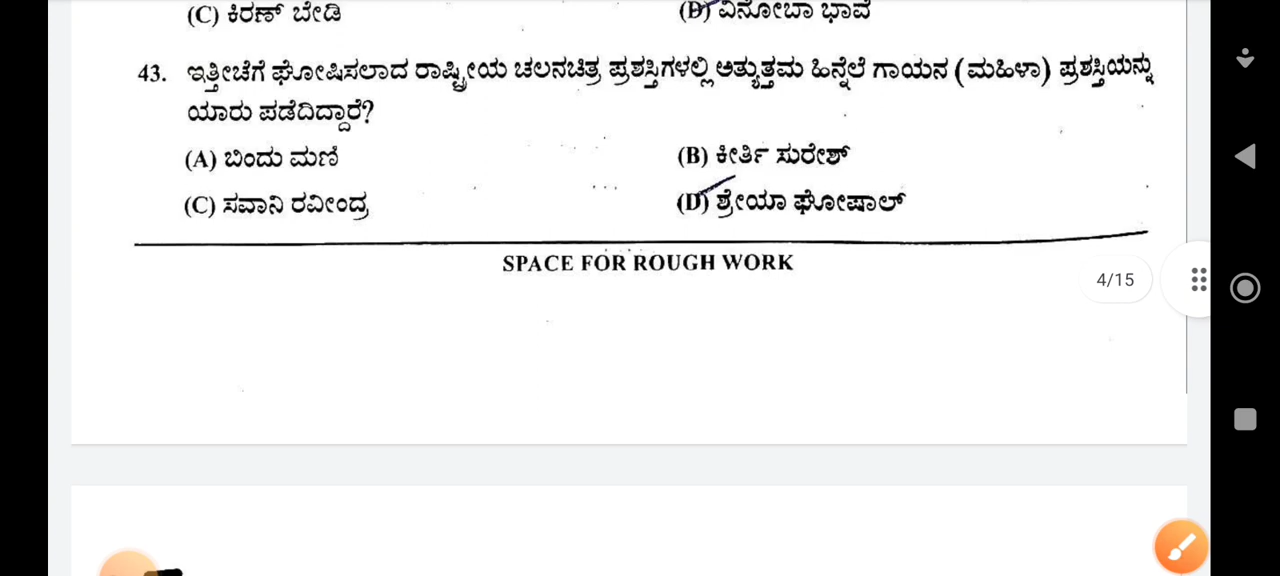 (C) ಕಿರಣ್ ಬೇಡಿ
(D) ವಿನೋಬಾ ಭಾವೆ
43. ಇತ್ತೀಚೆಗೆ ಘೋಷಿಸಲಾದ ರಾಷ್ಟ್ರೀಯ ಚಲನಚಿತ್ರ ಪ್ರಶಸ್ತಿಗಳಲ್ಲಿ ಅತ್ಯುತ್ತಮ ಹಿನ್ನೆಲೆ ಗಾಯನ (ಮಹಿಳಾ) ಪ್ರಶಸ್ತಿಯನ್ನು
ಯಾರು ಪಡೆದಿದ್ದಾರೆ?
(A) ಬಿಂದು ಮಣಿ
(B) ಕೀರ್ತಿ ಸುರೇಶ್
(C) ಸವಾನಿ ರವೀಂದ್ರ
(D) ಶ್ರೇಯಾ ಘೋಷಾಲ್
SPACE FOR ROUGH WORK
4/15